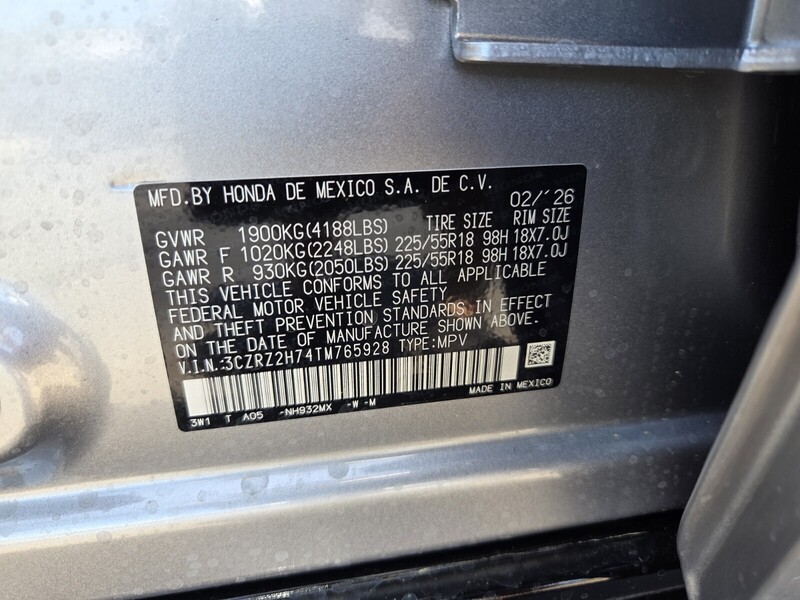 MFD.BY HONDA DE MEXICO S.A. DE C.V. 02/'26
GVWR 1900KG(4188LBS) TIRE SIZE RIM SIZE
GAWR F 1020KG(2248LBS) 225/55R18 98H 18X7.0J
GAWR R 930KG(2050LBS) 225/55R18 98H 18X7.0J
THIS VEHICLE CONFORMS TO ALL APPLICABLE
FEDERAL MOTOR VEHICLE SAFETY
AND THEFT PREVENTION STANDARDS IN EFFECT
ON THE DATE OF MANUFACTURE SHOWN ABOVE.
V.I.N.:3CZRZ2H74TM765928 TYPE:MPV
MADE IN MEXICO
3W1 T A05 -NH932MX -W -M